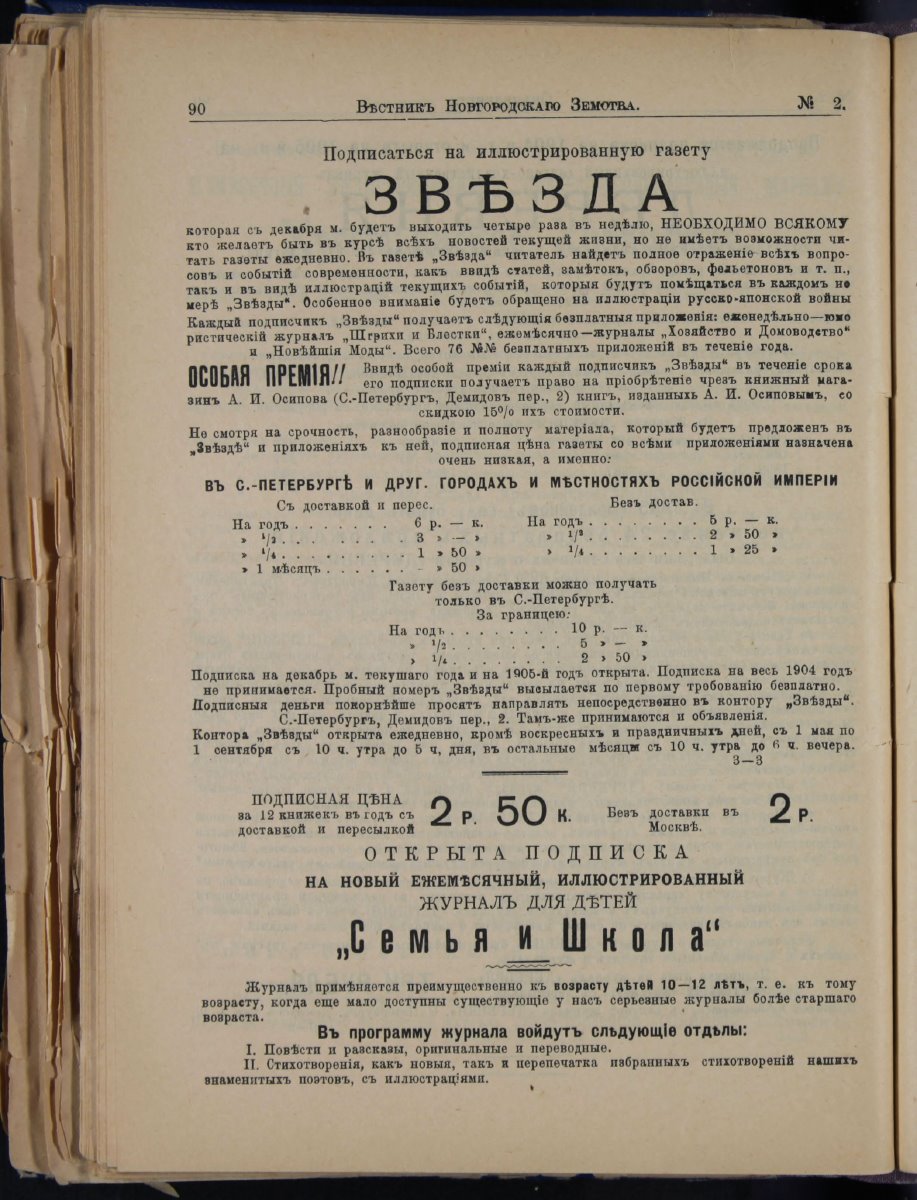 90 Вѣстникъ Новгородскаго Земства. № 2.
Подписаться на иллюстрированную газету
ЗВѢЗДА
которая съ декабря м. будетъ выходить четыре раза въ недѣлю, НЕОБХОДИМО ВСЯКОМУ
кто желаетъ быть въ курсѣ всѣхъ новостей текущей жизни, но не имѣетъ возможности чи-
тать газеты ежедневно. Въ газетѣ „Звѣзда“ читатель найдетъ полное отраженіе всѣхъ вопро-
совъ и событій современности, какъ ввидѣ статей, замѣтокъ, обзоровъ, фельетоновъ и т. п.,
такъ и въ видѣ иллюстрацій текущихъ событій, которыя будутъ помѣщаться въ каждомъ но
мерѣ „Звѣзды“. Особенное вниманіе будетъ обращено на иллюстраціи русско-японской войны
Каждый подписчикъ „Звѣзды“ получаетъ слѣдующія безплатныя приложенія: еженедѣльно—юмо
ристическій журналъ „Штрихи и Блестки“, ежемѣсячно—журналы „Хозяйство и Домоводство“
и „Новѣйшія Моды“. Всего 76 №№ безплатныхъ приложеній въ теченіе года.
ОСОБАЯ ПРЕМІЯ!! Ввидѣ особой преміи каждый подписчикъ „Звѣзды“ въ теченіе срока
его подписки получаетъ право на пріобрѣтеніе чрезъ книжный мага-
зинъ А. И. Осипова (С.-Петербургъ, Демидовъ пер., 2) книгъ, изданныхъ А. И. Осиповымъ, со
скидкою 15% ихъ стоимости.
Не смотря на срочность, разнообразіе и полноту матеріала, который будетъ предложенъ въ
„Звѣздѣ“ и приложеніяхъ къ ней, подписная цѣна газеты со всѣми приложеніями назначена
очень низкая, а именно:
ВЪ С.-ПЕТЕРБУРГѢ И ДРУГ. ГОРОДАХЪ И МѢСТНОСТЯХЪ РОССІЙСКОЙ ИМПЕРІИ
Съ доставкой и перес. Безъ достав.
На годъ . . . . . . . 6 р. — к. На годъ . . . . . . . . 5 р. — к.
» 1/2 . . . . . . . . 3 » — » » 1/2 . . . . . . . . 2 » 50 »
» 1/4 . . . . . . . . 1 » 50 » » 1/4 . . . . . . . . 1 » 25 »
» 1 мѣсяцъ . . . . . . - » 50 »
Газету безъ доставки можно получать
только въ С.-Петербургѣ.
За границею:
На годъ . . . . . . . . 10 р. — к.
» 1/2 . . . . . . . . 5 » — »
» 1/4 . . . . . . . . 2 » 50 »
Подписка на декабрь м. текушаго года и на 1905-й годъ открыта. Подписка на весь 1904 годъ
не принимается. Пробный номеръ „Звѣзды“ высылается по первому требованію безплатно.
Подписныя деньги покорнѣйше просятъ направлять непосредственно въ контору „Звѣзды“.
С.-Петербургъ, Демидовъ пер., 2. Тамъ-же принимаются и объявленія.
Контора „Звѣзды“ открыта ежедневно, кромѣ воскресныхъ и праздничныхъ дней, съ 1 мая по
1 сентября съ 10 ч. утра до 5 ч, дня, въ остальные мѣсяцы съ 10 ч. утра до 6 ч. вечера.
3—3
ПОДПИСНАЯ ЦѢНА
за 12 книжекъ въ годъ съ
доставкой и пересылкой
2 Р. 50 К.
Безъ доставки въ
Москвѣ.
2 Р.
ОТКРЫТА ПОДПИСКА
НА НОВЫЙ ЕЖЕМѢСЯЧНЫЙ, ИЛЛЮСТРИРОВАННЫЙ
ЖУРНАЛЪ ДЛЯ ДѢТЕЙ
„Семья и Школа“
Журналъ примѣняется преимущественно къ возрасту дѣтей 10—12 лѣтъ, т. е. къ тому
возрасту, когда еще мало доступны существующіе у насъ серьезные журналы болѣе старшаго
возраста.
Въ программу журнала войдутъ слѣдующіе отдѣлы:
I. Повѣсти и разсказы, оригинальные и переводные.
II. Стихотворенія, какъ новыя, такъ и перепечатка избранныхъ стихотвореній нашихъ
знаменитыхъ поэтовъ, съ иллюстраціями.